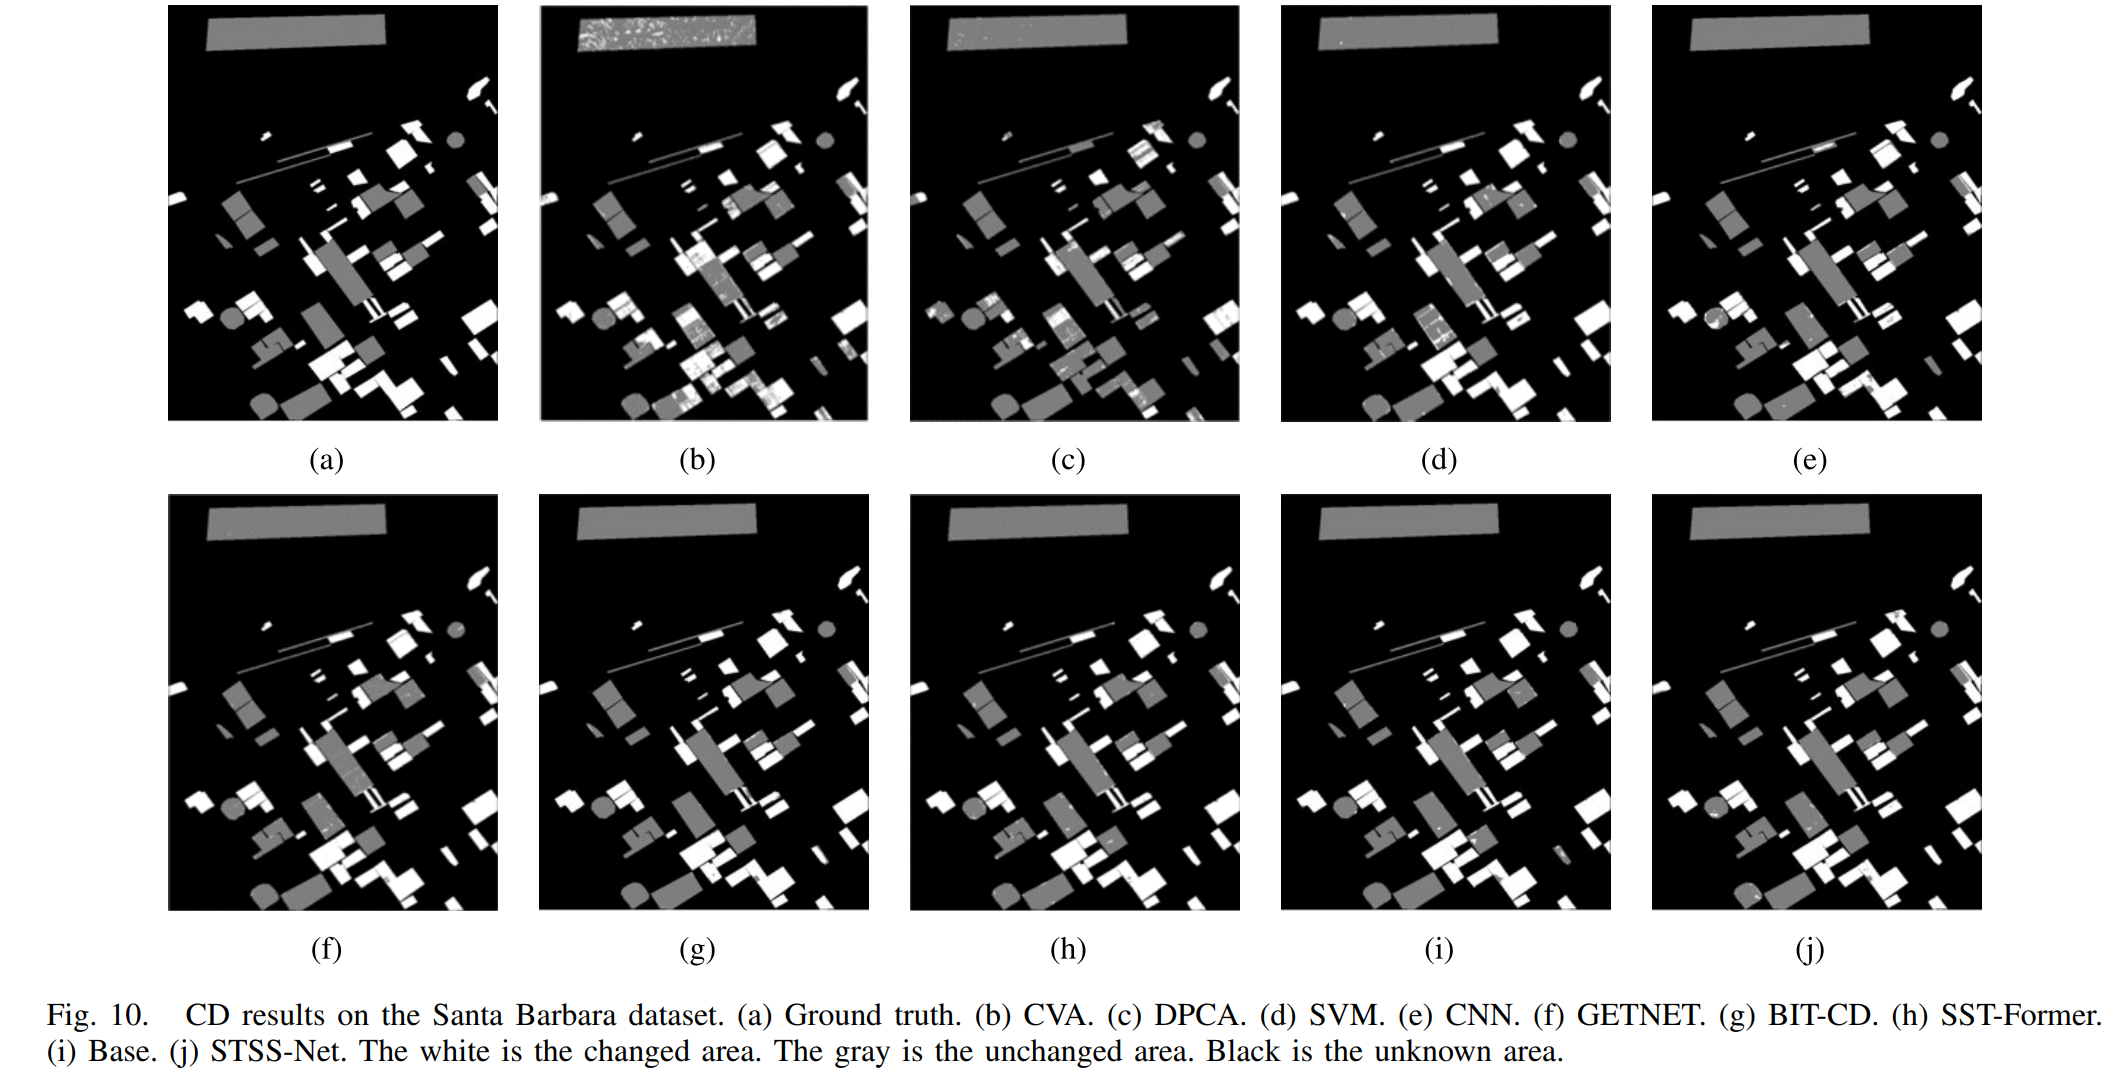 (a) (b) (c) (d) (e)
(f) (g) (h) (i) (j)
Fig. 10. CD results on the Santa Barbara dataset. (a) Ground truth. (b) CVA. (c) DPCA. (d) SVM. (e) CNN. (f) GETNET. (g) BIT-CD. (h) SST-Former.
(i) Base. (j) STSS-Net. The white is the changed area. The gray is the unchanged area. Black is the unknown area.